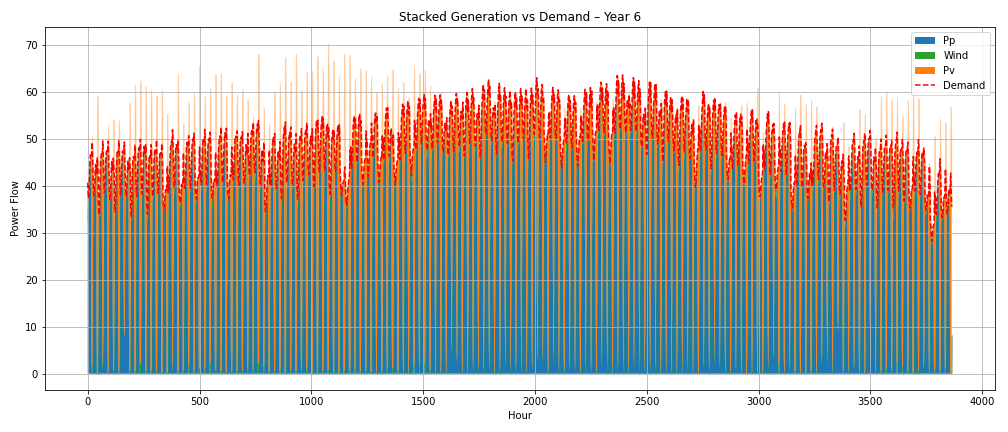 Stacked Generation vs Demand – Year 6
Power Flow
70
60
50
40
30
20
10
0
Pp
Wind
Pv
Demand
0
500
1000
1500
2000
2500
3000
3500
4000
Hour